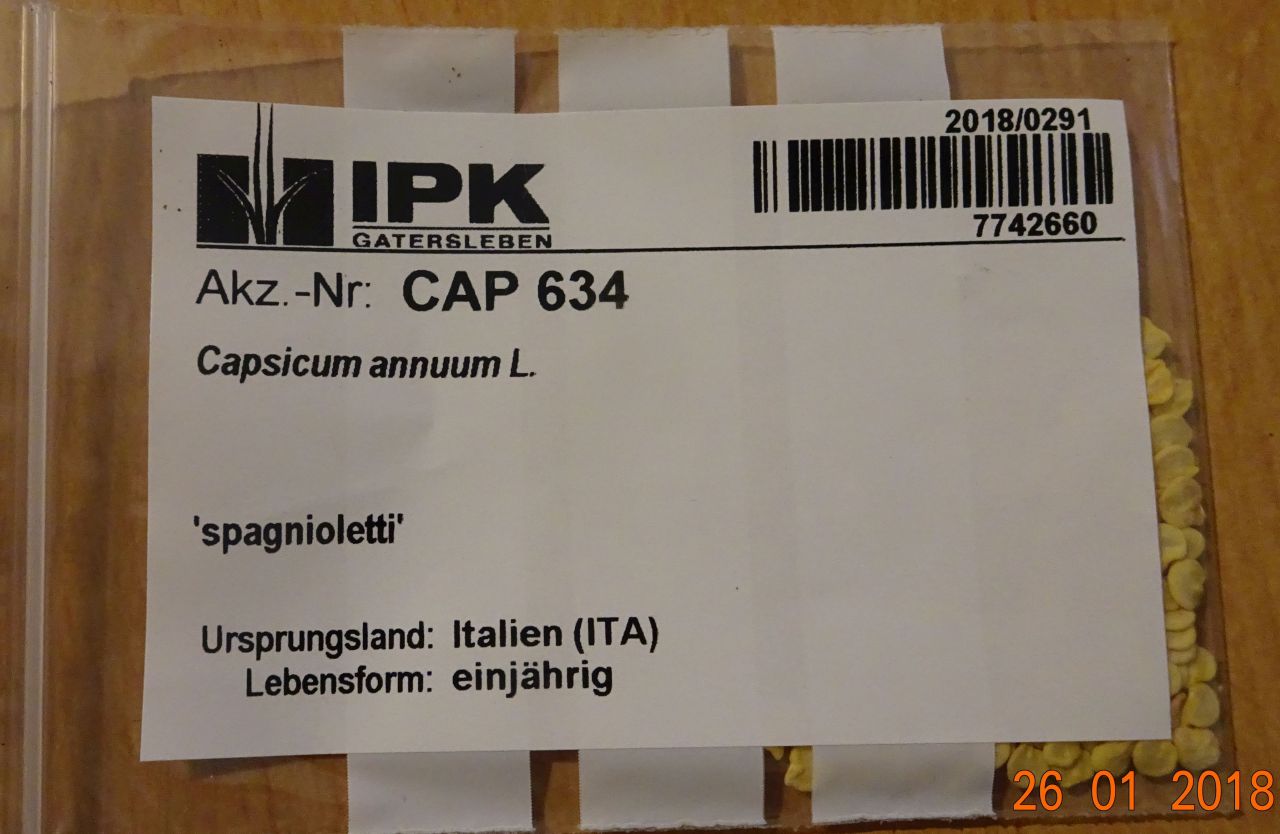 2018/0291
IPK
GATERSLEBEN
7742660
Akz.-Nr: CAP 634
Capsicum annuum L.
'spagnioletti'
Ursprungsland: Italien (ITA)
Lebensform: einjährig
26 01 2018